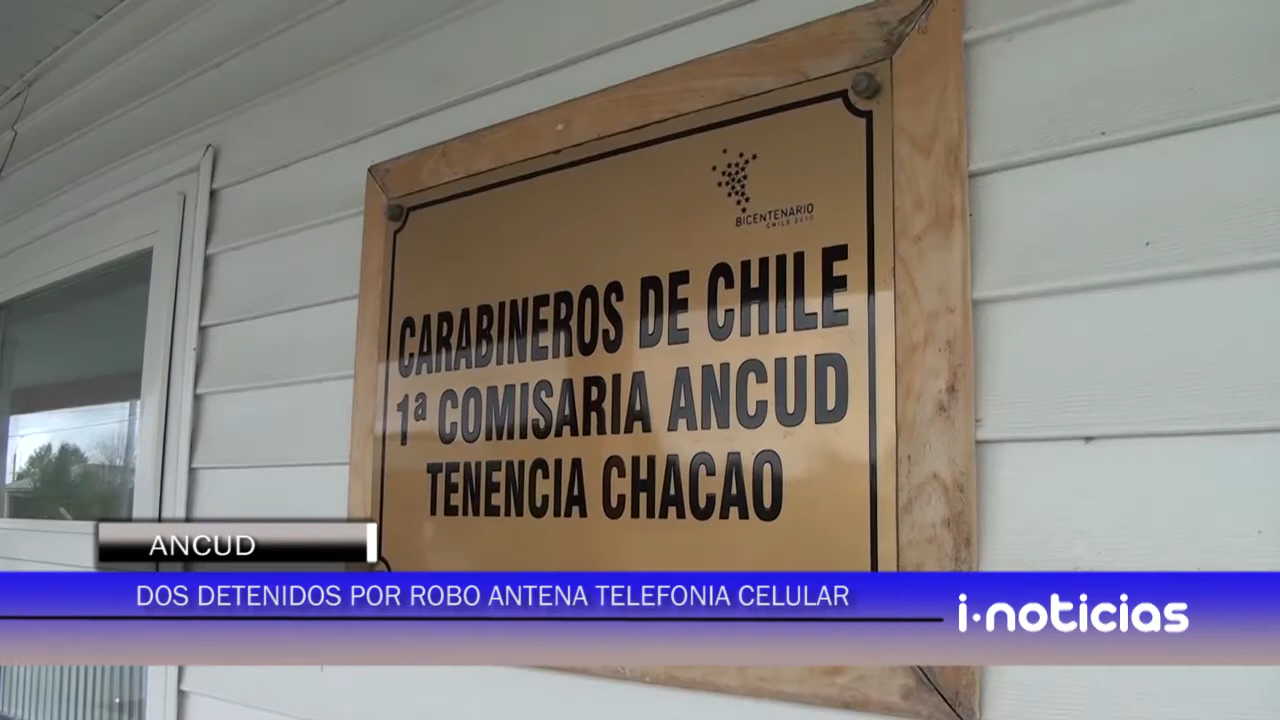 BICENTENARIO
CHILE 2010
CARABINEROS DE CHILE
1ª COMISARIA ANCUD
TENENCIA CHACAO
ANCUD
DOS DETENIDOS POR ROBO ANTENA TELEFONIA CELULAR
i·noticias